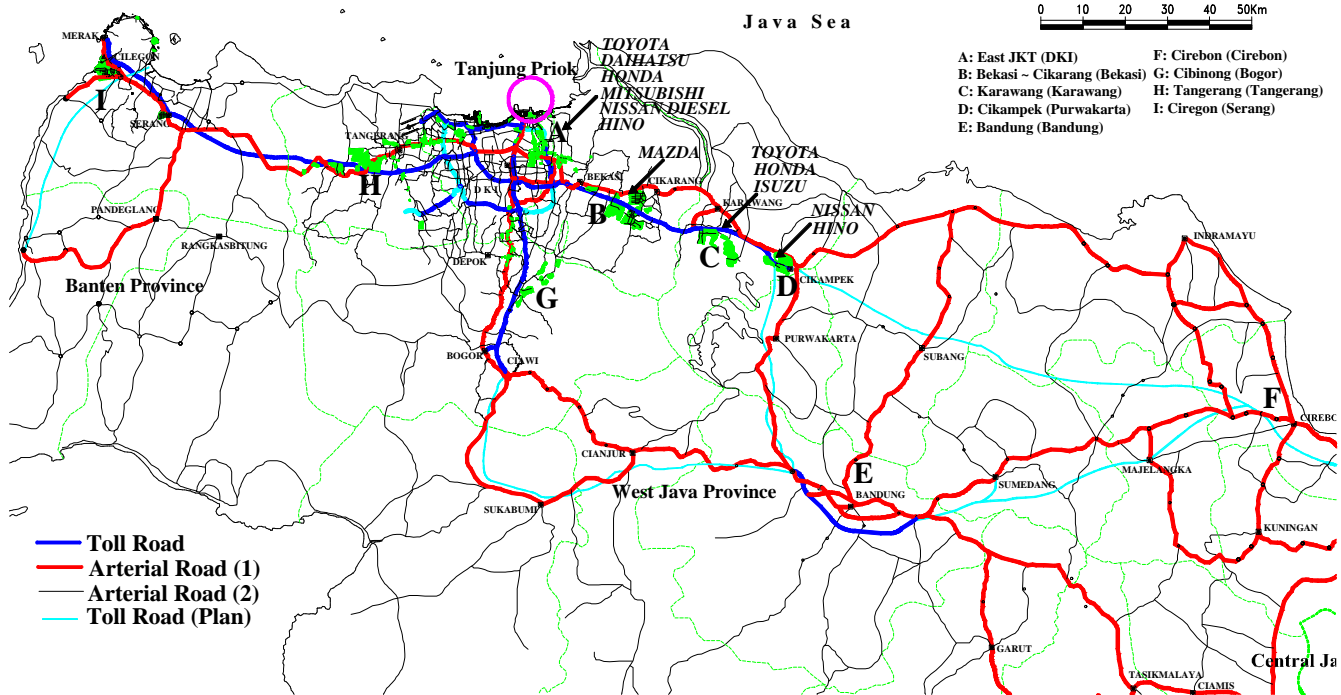 Java Sea
0 10 20 30 40 50Km
A: East JKT (DKI)
B: Bekasi ~ Cikarang (Bekasi)
C: Karawang (Karawang)
D: Cikampek (Purwakarta)
E: Bandung (Bandung)
F: Cirebon (Cirebon)
G: Cibinong (Bogor)
H: Tangerang (Tangerang)
I: Ciregon (Serang)
MERAK
CILEGON
I
SERANG
Tanjung Priok
TOYOTA
DAIHATSU
HONDA
MITSUBISHI
NISSAN DIESEL
HINO
A
TANGERANG
H
D K I
BEKASI
MAZDA
CIKARANG
B
TOYOTA
HONDA
ISUZU
KARAWANG
C
NISSAN
HINO
D
CIKAMPEK
PANDEGLANG
RANGKASBITUNG
Banten Province
DEPOK
G
INDRAMAYU
BOGOR
CIAWI
PURWAKARTA
SUBANG
F
CIREBO
CIANJUR
West Java Province
E
BANDUNG
SUMEDANG
MAJELANGKA
SUKABUMI
KUNINGAN
Toll Road
Arterial Road (1)
Arterial Road (2)
Toll Road (Plan)
GARUT
Central Ja
TASIKMALAYA
CIAMIS